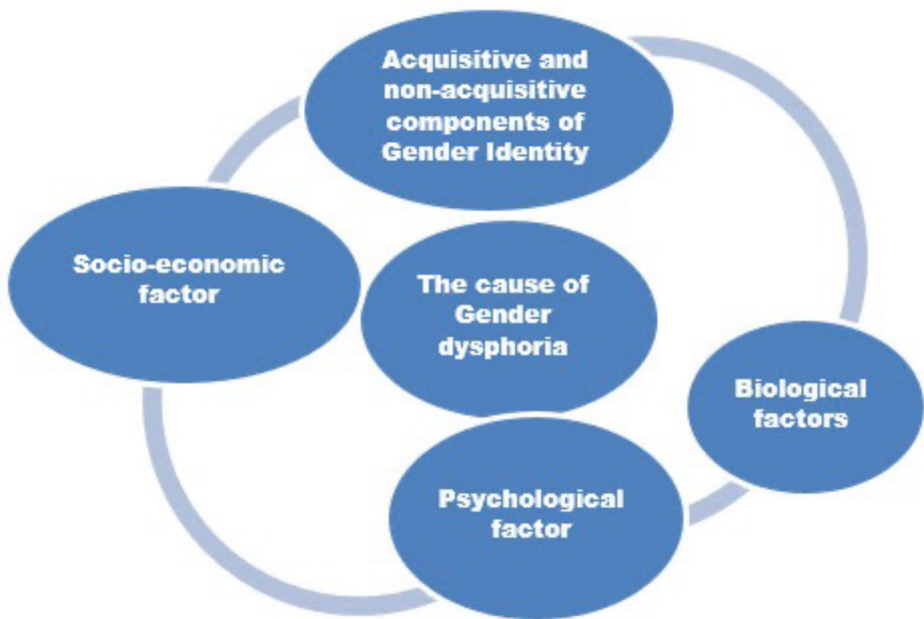 Acquisitive and
non-acquisitive
components of
Gender Identity
Socio-economic
factor
The cause of
Gender
dysphoria
Biological
factors
Psychological
factor